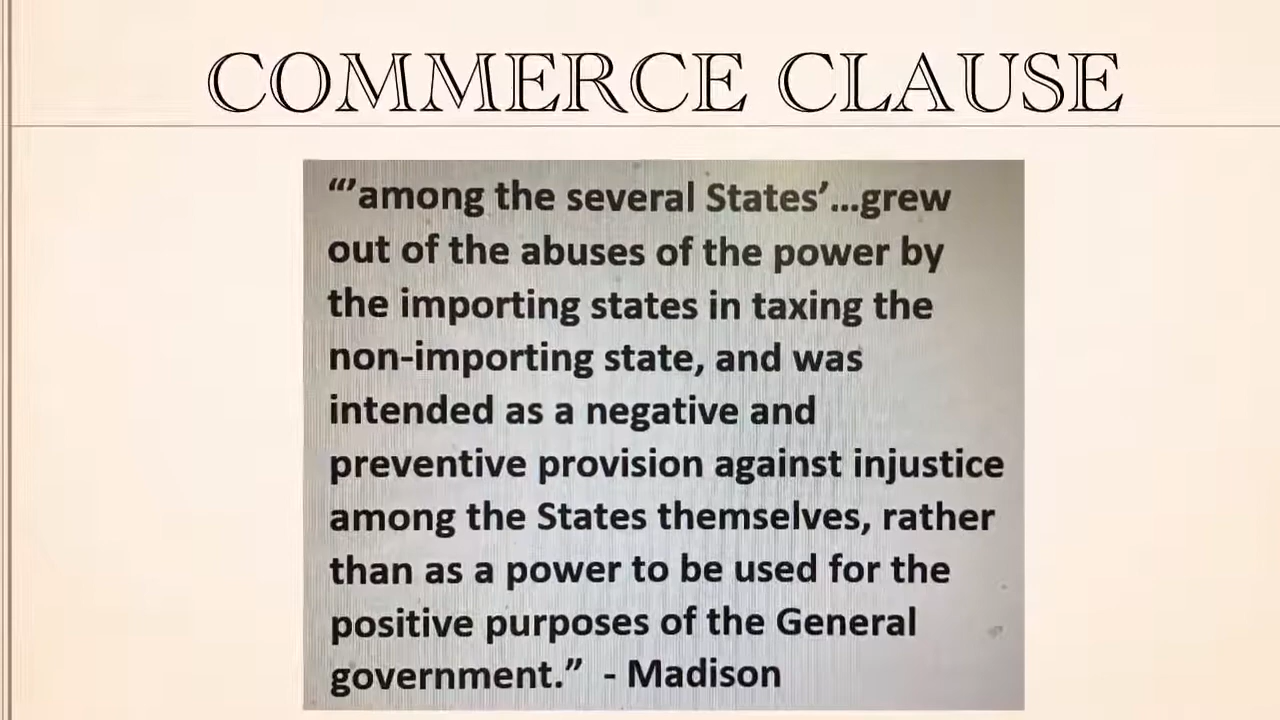 COMMERCE CLAUSE
“’among the several States’...grew
out of the abuses of the power by
the importing states in taxing the
non-importing state, and was
intended as a negative and
preventive provision against injustice
among the States themselves, rather
than as a power to be used for the
positive purposes of the General
government.” - Madison